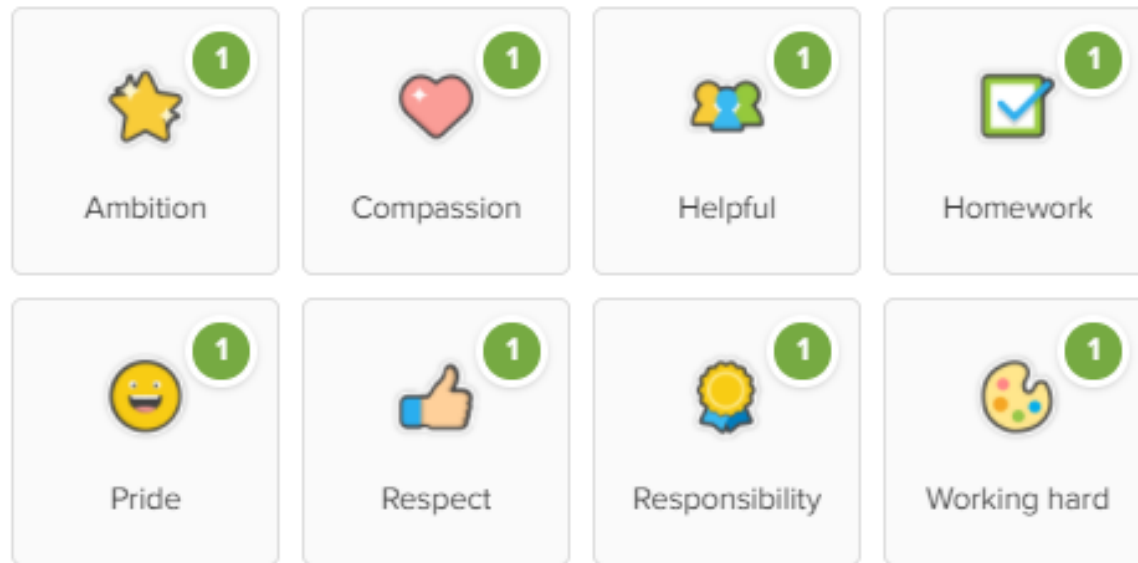 1 1 1 1
Ambition Compassion Helpful Homework
1 1 1 1
Pride Respect Responsibility Working hard